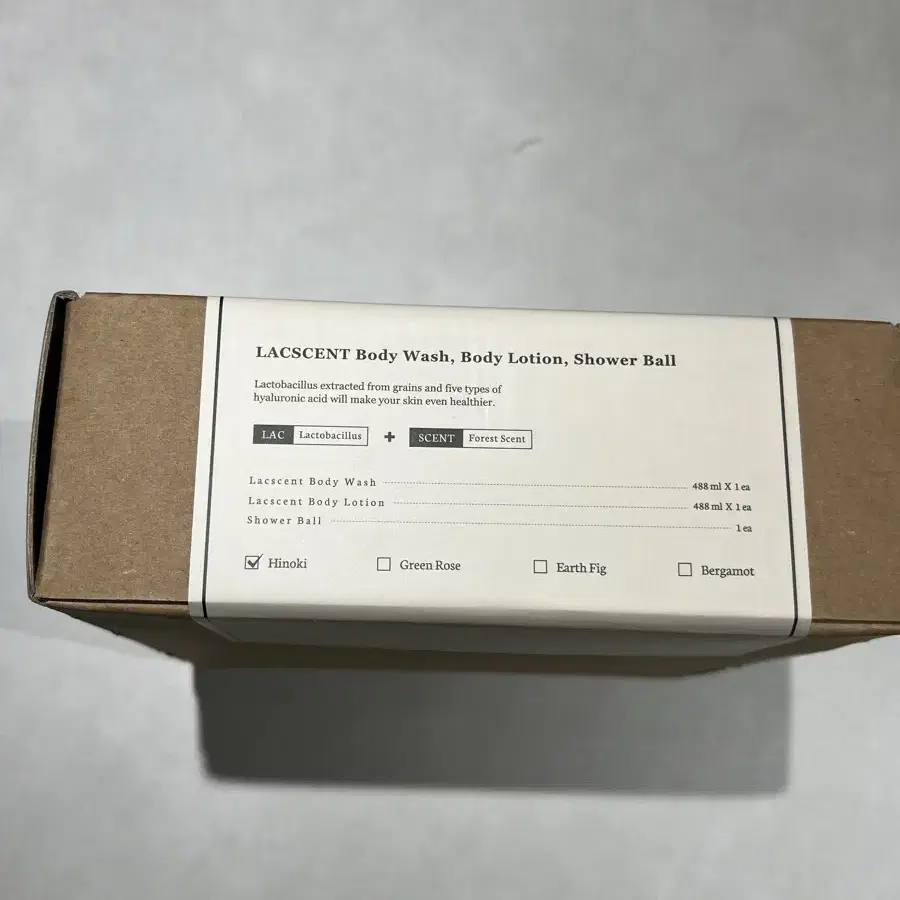 LACSCENT Body Wash, Body Lotion, Shower Ball
Lactobacillus extracted from grains and five types of
hyaluronic acid will make your skin even healthier.
LAC Lactobacillus + SCENT Forest Scent
Lacscent Body Wash 488 ml X 1 ea
Lacscent Body Lotion 488 ml X 1 ea
Shower Ball 1 ea
Hinoki Green Rose Earth Fig Bergamot